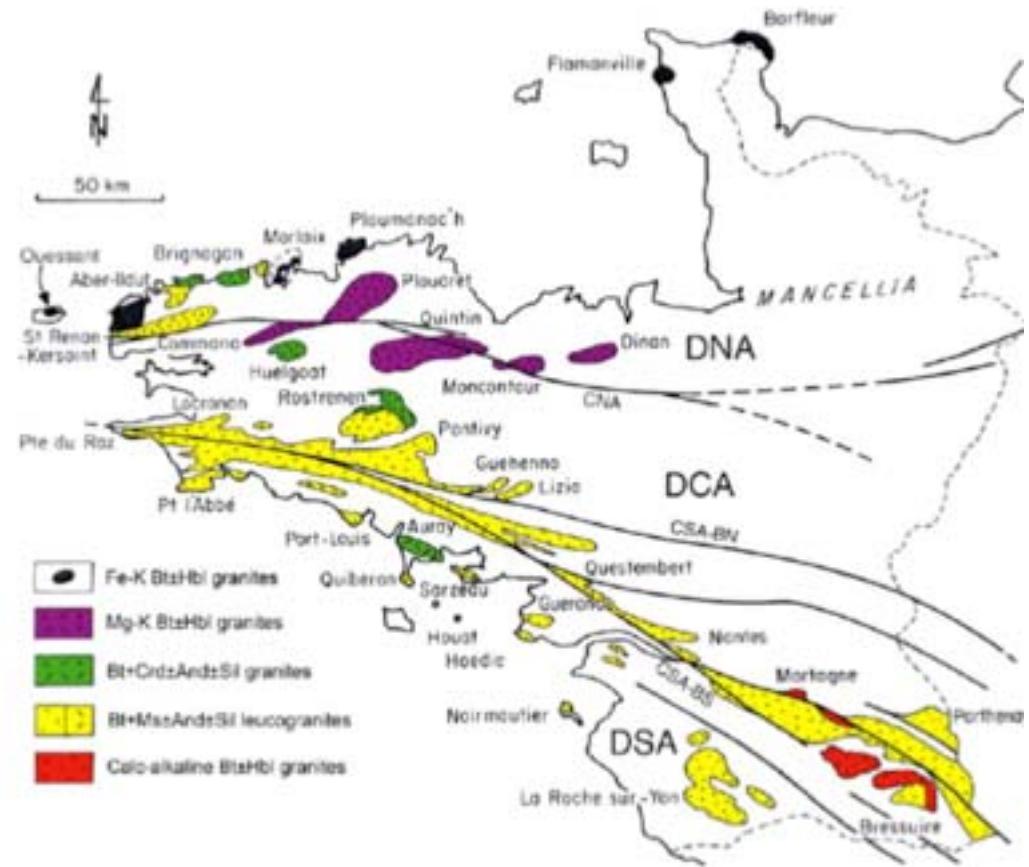 Barfleur
Flamanville
N
50 km
Ploumanac'h
Morlaix
Brignogan
Ouessant
Aber-Ildut
Plouaret
MANCELLIA
Quintin
St Renan
-Kersaint
Commana
Dinan
DNA
Huelgoat
Moncontour
CNA
Rostrenen
Locronan
Pontivy
Pte du Raz
Guehenno
Lizio
DCA
Pt l'Abbé
CSA-BN
Auray
Port-Louis
Questembert
Fe-K Bt±Hbl granites
Quiberon
Sarzeau
Guerande
Mg-K Bt±Hbl granites
Houat
Nantes
Hoedic
Bt+Crd±And±Sil granites
Mortagne
CSA-BS
Bt+Ms±And±Sil leucogranites
Noirmoutier
Parthenay
DSA
Calc-alkaline Bt±Hbl granites
La Roche sur-Yon
Bressuire